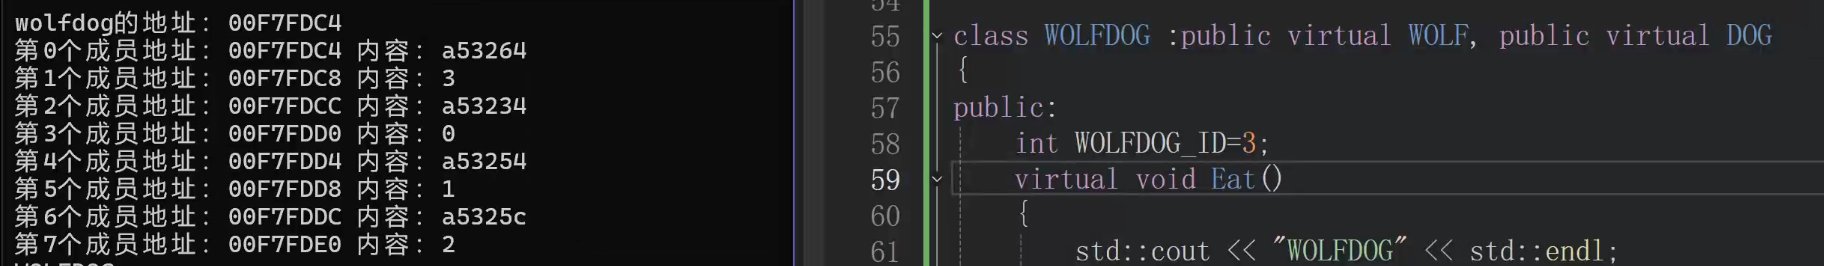 wolfdog的地址: 00F7FDC4
第0个成员地址: 00F7FDC4 内容: a53264
第1个成员地址: 00F7FDC8 内容: 3
第2个成员地址: 00F7FDCC 内容: a53234
第3个成员地址: 00F7FDD0 内容: 0
第4个成员地址: 00F7FDD4 内容: a53254
第5个成员地址: 00F7FDD8 内容: 1
第6个成员地址: 00F7FDDC 内容: a5325c
第7个成员地址: 00F7FDE0 内容: 2
54
55 class WOLFDOG :public virtual WOLF, public virtual DOG
56 {
57 public:
58 int WOLFDOG_ID=3;
59 virtual void Eat()
60 {
61 std::cout << "WOLFDOG" << std::endl;